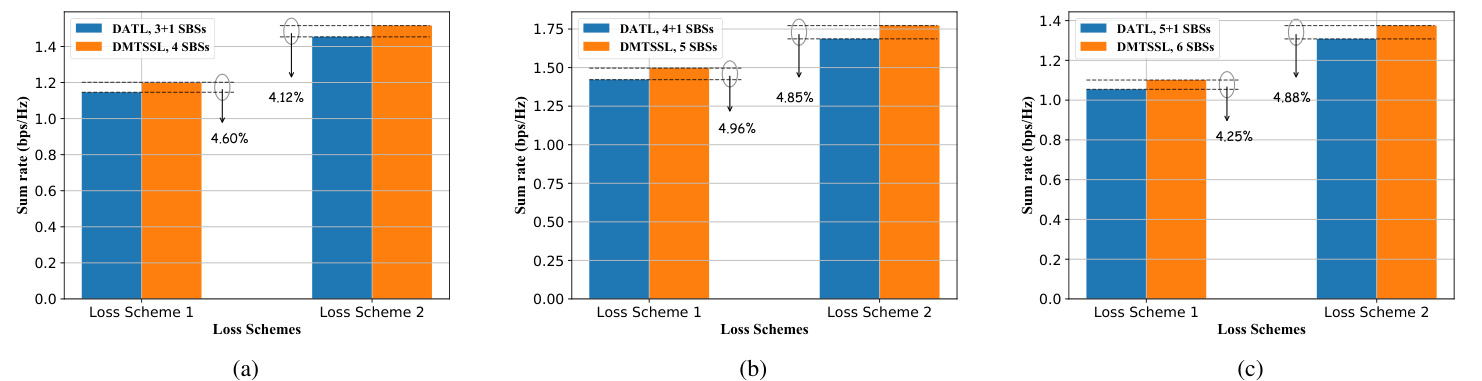 DATL, 3+1 SBSs
DMTSSL, 4 SBSs
1.4
1.2
1.0
0.8
0.6
0.4
0.2
0.0
Sum rate (bps/Hz)
4.60%
4.12%
Loss Scheme 1
Loss Scheme 2
Loss Schemes
(a)
DATL, 4+1 SBSs
DMTSSL, 5 SBSs
1.75
1.50
1.25
1.00
0.75
0.50
0.25
0.00
Sum rate (bps/Hz)
4.96%
4.85%
Loss Scheme 1
Loss Scheme 2
Loss Schemes
(b)
DATL, 5+1 SBSs
DMTSSL, 6 SBSs
1.4
1.2
1.0
0.8
0.6
0.4
0.2
0.0
Sum rate (bps/Hz)
4.25%
4.88%
Loss Scheme 1
Loss Scheme 2
Loss Schemes
(c)